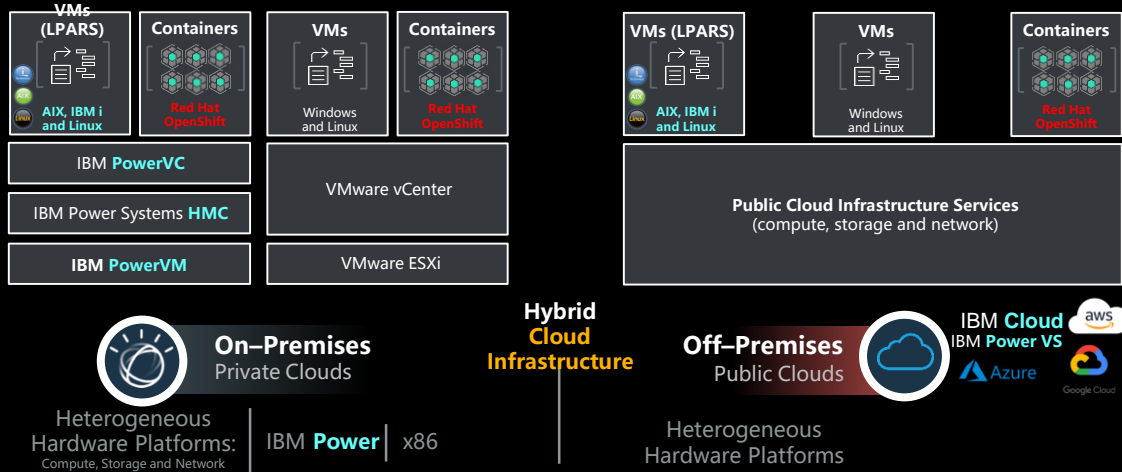 VMs
(LPARS)
AIX
Linux
AIX, IBM i
and Linux
Containers
Red Hat
OpenShift
VMs
Windows
and Linux
Containers
Red Hat
OpenShift
VMs (LPARS)
AIX
Linux
AIX, IBM i
and Linux
VMs
Windows
and Linux
Containers
Red Hat
OpenShift
IBM PowerVC
IBM Power Systems HMC
IBM PowerVM
VMware vCenter
VMware ESXi
Public Cloud Infrastructure Services
(compute, storage and network)
On–Premises
Private Clouds
Hybrid
Cloud
Infrastructure
Off–Premises
Public Clouds
IBM Cloud
IBM Power VS
aws
Azure
Google Cloud
Heterogeneous
Hardware Platforms:
Compute, Storage and Network
IBM Power
x86
Heterogeneous
Hardware Platforms